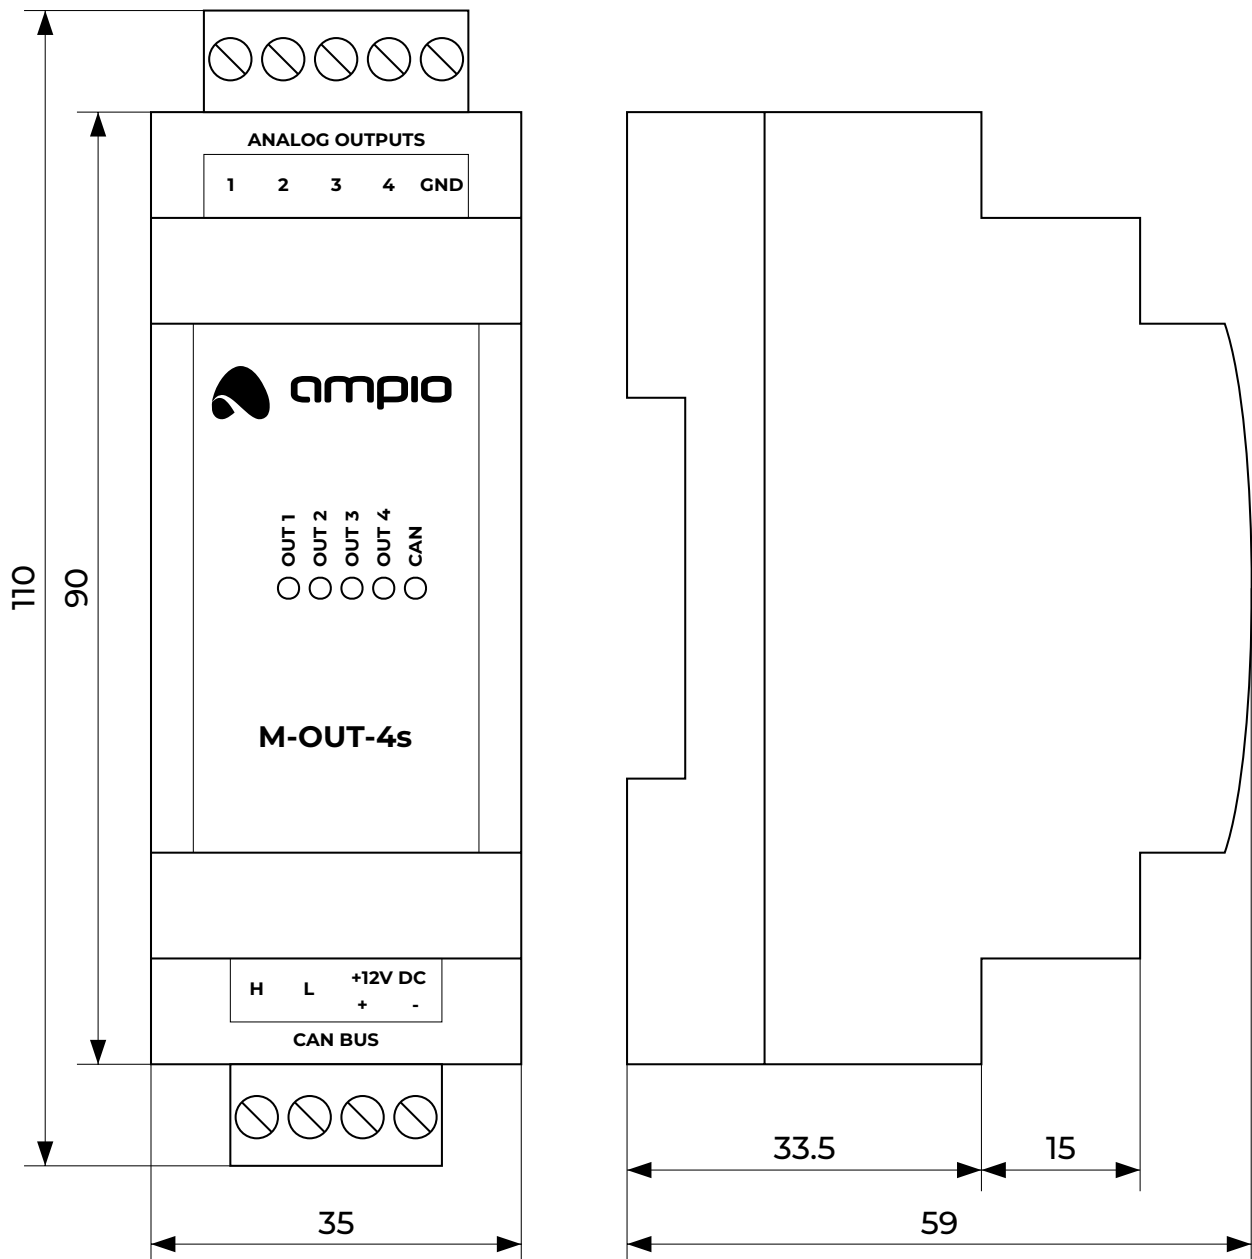 ANALOG OUTPUTS
1 2 3 4 GND
ampio
OUT 1
OUT 2
OUT 3
OUT 4
CAN
110
90
M-OUT-4s
H L +12V DC
+ -
CAN BUS
33.5
15
35
59